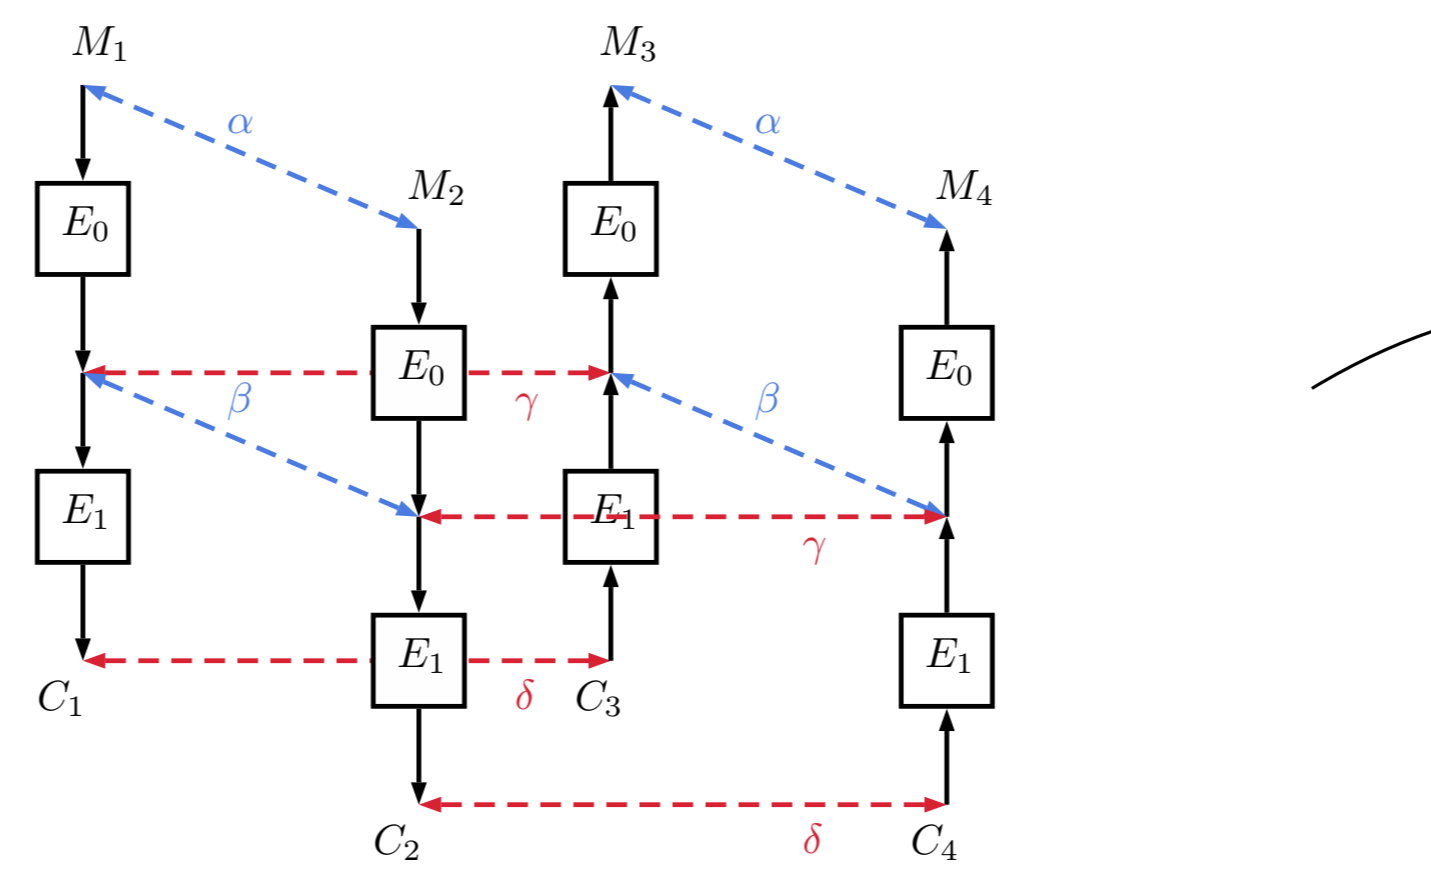 M₁ M₃
α α
M₂ M₄
E₀ E₀
E₀ E₀
β γ β
E₁ E₁
γ
E₁ E₁
C₁ δ C₃
C₂ δ C₄